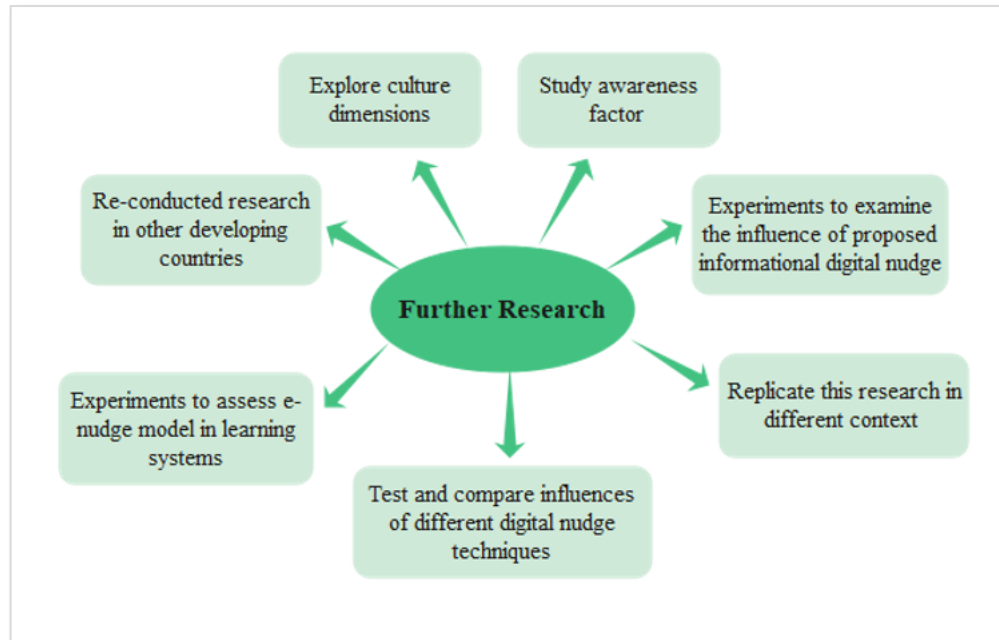 Explore culture
dimensions
Study awareness
factor
Re-conducted research
in other developing
countries
Experiments to examine
the influence of proposed
informational digital nudge
Further Research
Experiments to assess e-
nudge model in learning
systems
Replicate this research in
different context
Test and compare influences
of different digital nudge
techniques